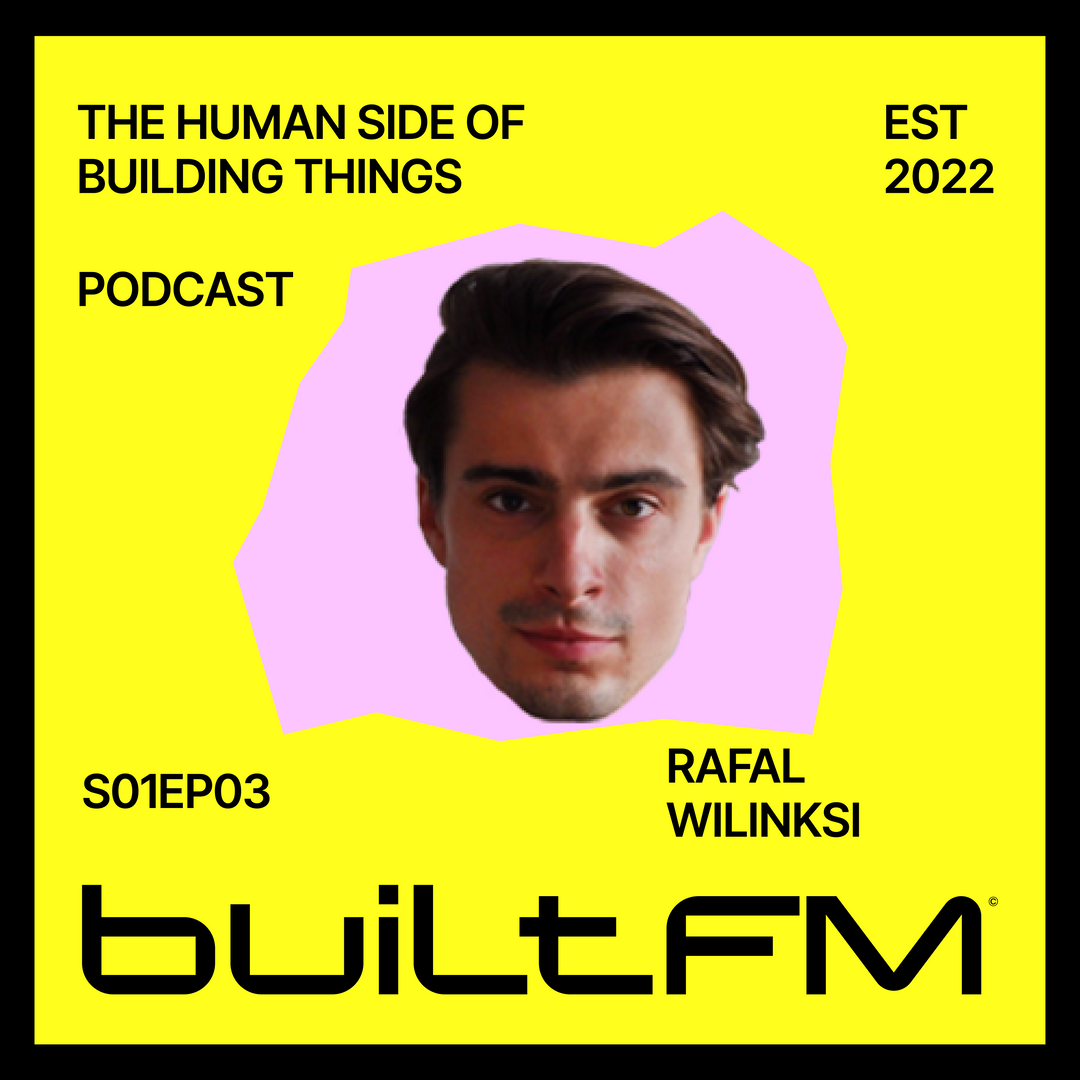 THE HUMAN SIDE OF
BUILDING THINGS
EST
2022
PODCAST
S01EP03
RAFAL
WILINKSI
builtFM©